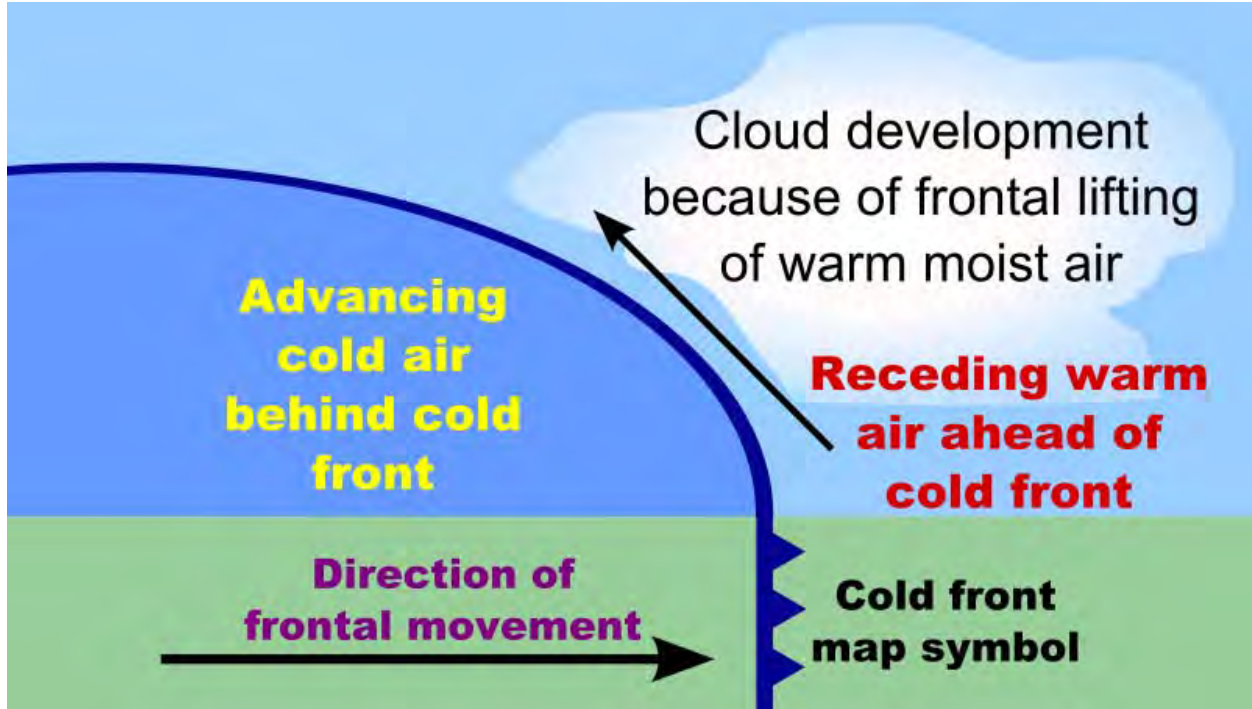 Cloud development
because of frontal lifting
of warm moist air
Advancing
cold air
behind cold
front
Receding warm
air ahead of
cold front
Direction of
frontal movement
Cold front
map symbol